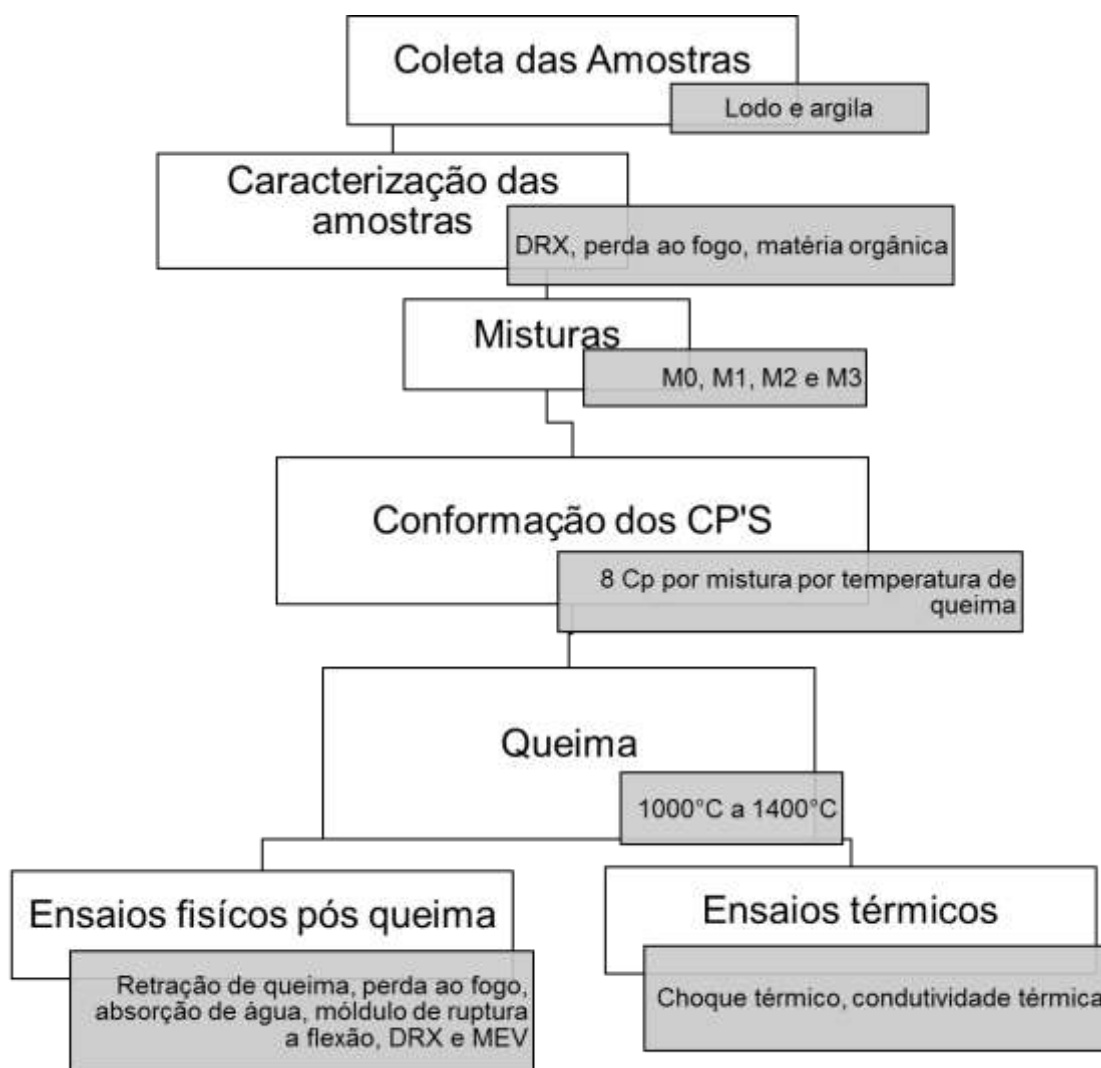 Coleta das Amostras
Lodo e argila
Caracterização das
amostras
DRX, perda ao fogo, matéria orgânica
Misturas
M0, M1, M2 e M3
Conformação dos CP'S
8 Cp por mistura por temperatura de
queima
Queima
1000°C a 1400°C
Ensaios fisícos pós queima
Retração de queima, perda ao fogo,
absorção de água, móldulo de ruptura
a flexão, DRX e MEV
Ensaios térmicos
Choque térmico, condutividade térmica